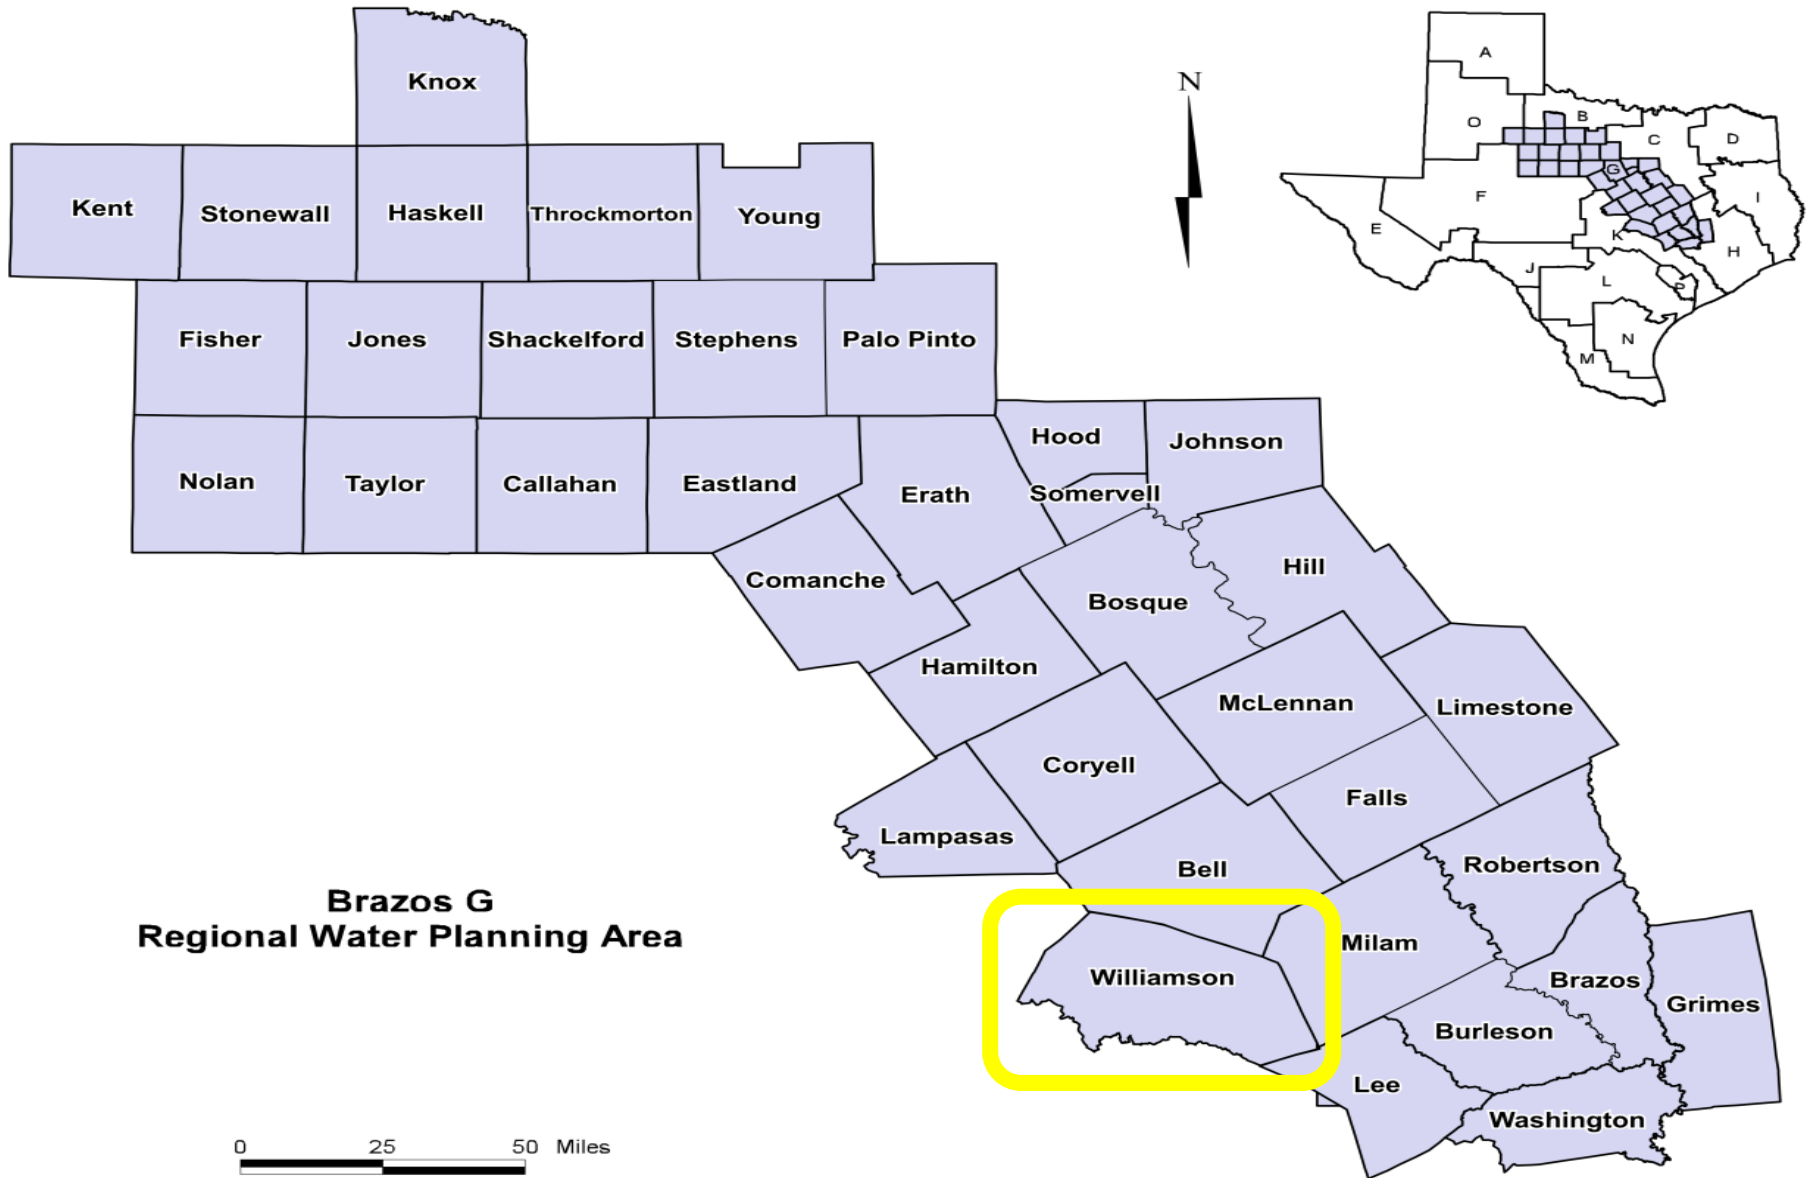 Knox
Kent
Stonewall
Haskell
Throckmorton
Young
Fisher
Jones
Shackelford
Stephens
Palo Pinto
Nolan
Taylor
Callahan
Eastland
Erath
Hood
Johnson
Somervell
Comanche
Hill
Bosque
Hamilton
McLennan
Limestone
Coryell
Falls
Lampasas
Bell
Robertson
Milam
Williamson
Brazos
Grimes
Burleson
Lee
Washington
N
A
O
B
C
D
G
F
I
E
K
H
J
L
P
N
M
Brazos G
Regional Water Planning Area
0 25 50 Miles